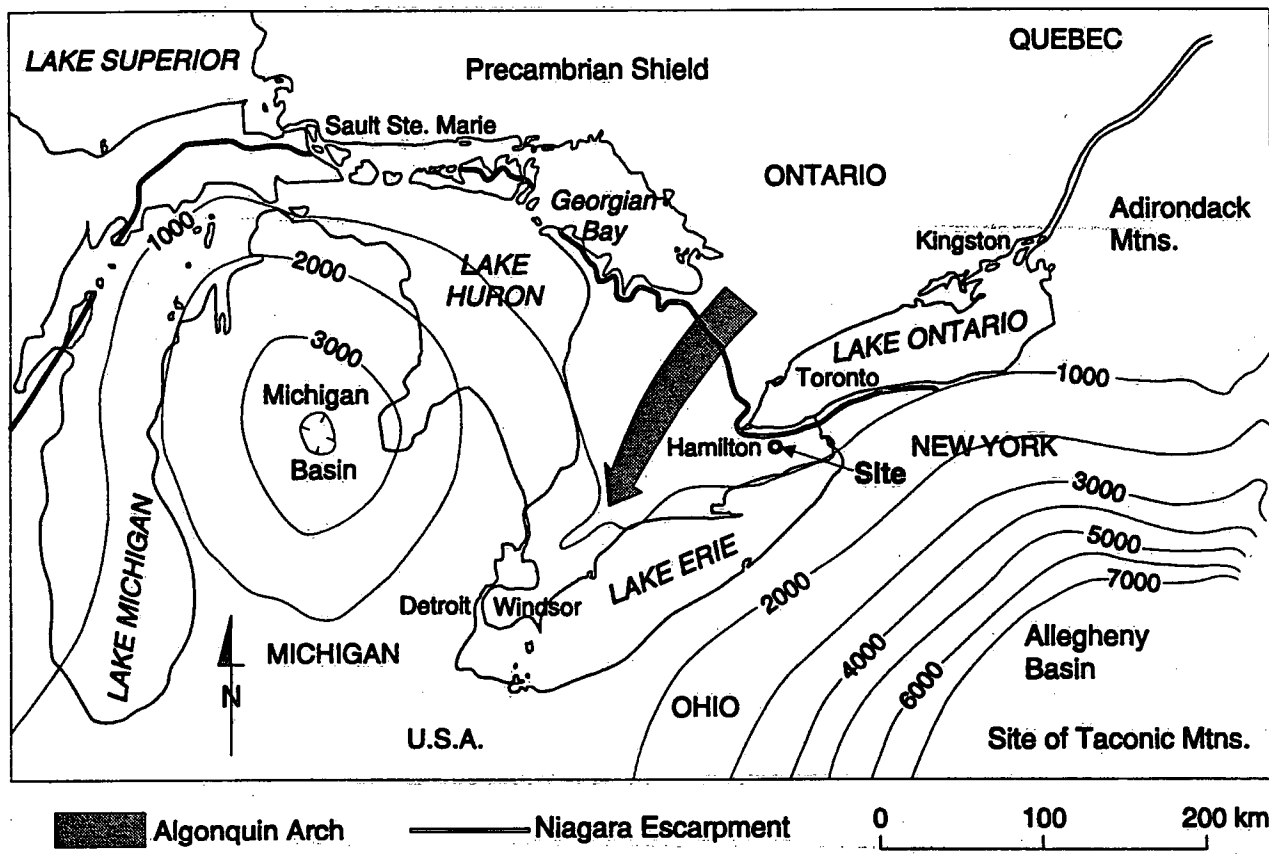 QUEBEC
LAKE SUPERIOR
Precambrian Shield
Sault Ste. Marie
ONTARIO
Georgian
Bay
Adirondack
Mtns.
Kingston
1000
2000
LAKE
HURON
LAKE ONTARIO
3000
Toronto
1000
Michigan
Basin
Hamilton
NEW YORK
Site
3000
5000
LAKE ERIE
7000
2000
Detroit
Windsor
LAKE MICHIGAN
N
MICHIGAN
4000
6000
Allegheny
Basin
OHIO
U.S.A.
Site of Taconic Mtns.
Algonquin Arch
Niagara Escarpment
0 100 200 km